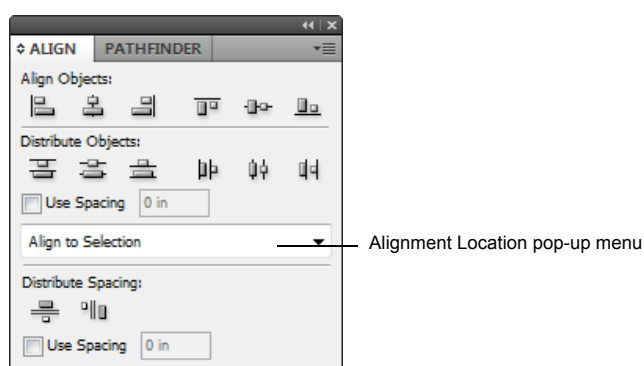 ALIGN PATHFINDER
Align Objects:
Distribute Objects:
Use Spacing 0 in
Align to Selection
Alignment Location pop-up menu
Distribute Spacing:
Use Spacing 0 in